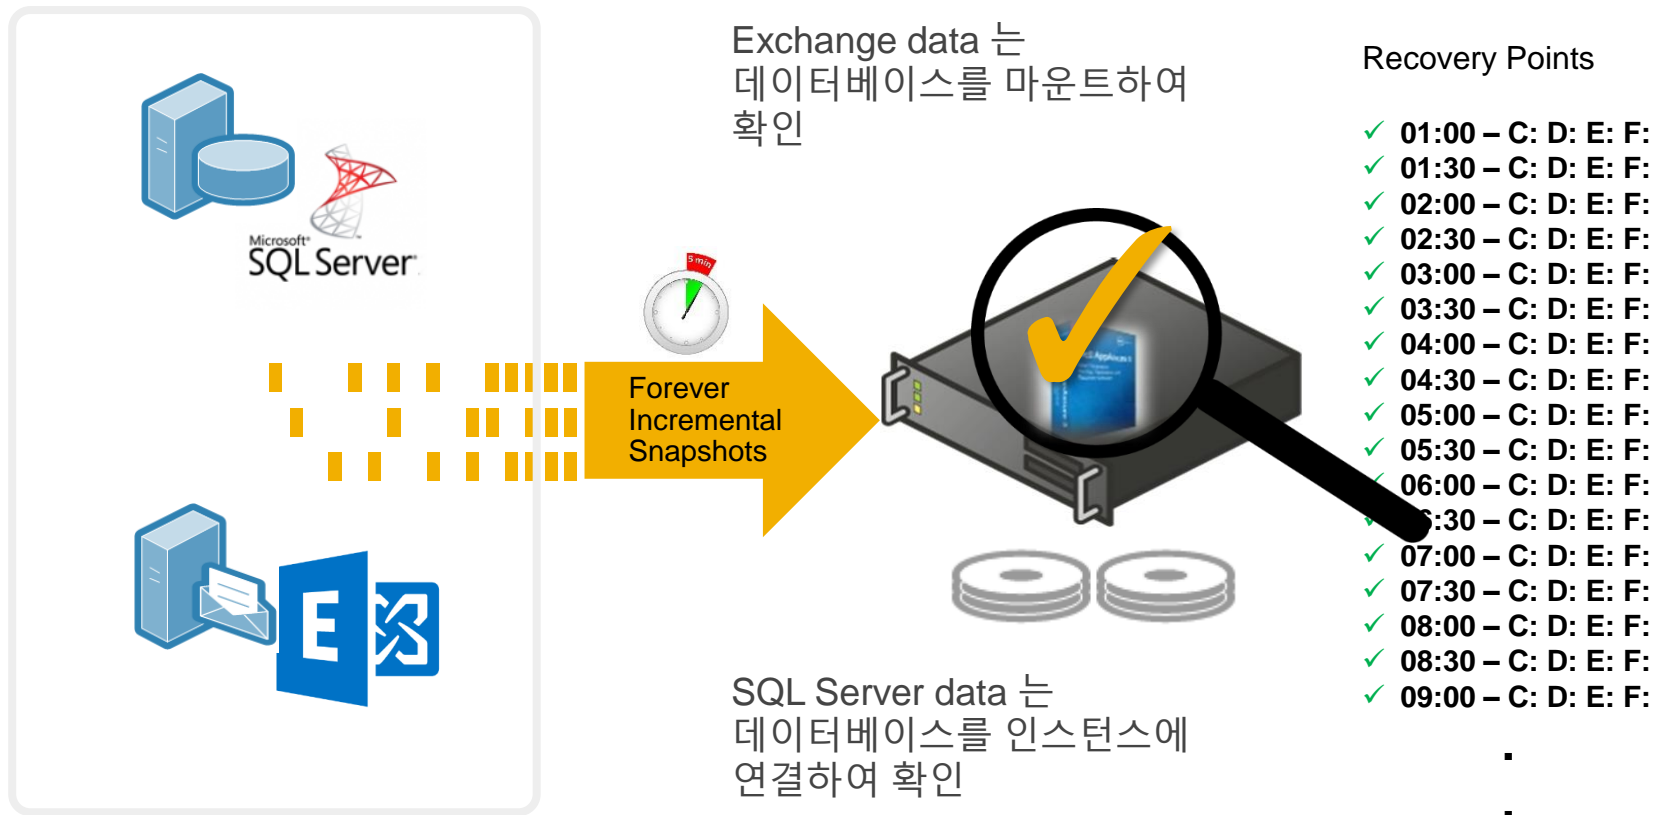 Exchange data 는
데이터베이스를 마운트하여
확인
Recovery Points
✓ 01:00 – C: D: E: F:
✓ 01:30 – C: D: E: F:
✓ 02:00 – C: D: E: F:
✓ 02:30 – C: D: E: F:
✓ 03:00 – C: D: E: F:
✓ 03:30 – C: D: E: F:
✓ 04:00 – C: D: E: F:
✓ 04:30 – C: D: E: F:
✓ 05:00 – C: D: E: F:
✓ 05:30 – C: D: E: F:
✓ 06:00 – C: D: E: F:
:30 – C: D: E: F:
✓ 07:00 – C: D: E: F:
✓ 07:30 – C: D: E: F:
✓ 08:00 – C: D: E: F:
✓ 08:30 – C: D: E: F:
✓ 09:00 – C: D: E: F:
Microsoft
SQL Server
5 min
Forever
Incremental
Snapshots
E
SQL Server data 는
데이터베이스를 인스턴스에
연결하여 확인